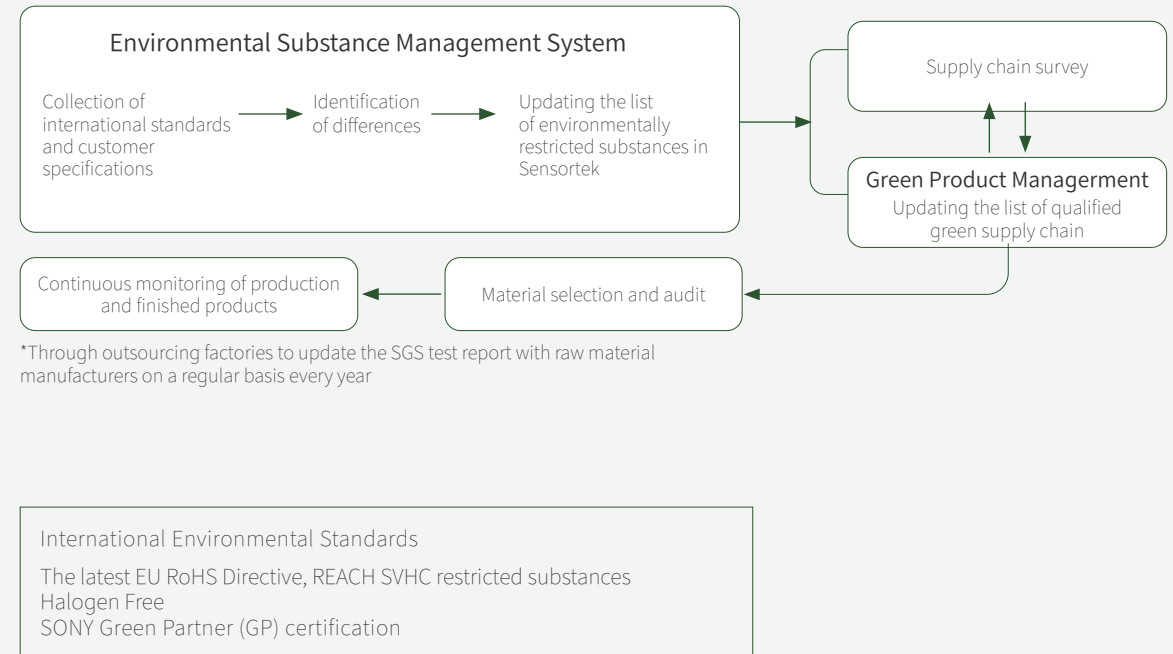 Environmental Substance Management System
Collection of
international standards
and customer
specifications
Identification
of differences
Updating the list
of environmentally
restricted substances in
Sensortek
Supply chain survey
Green Product Managerment
Updating the list of qualified
green supply chain
Material selection and audit
Continuous monitoring of production
and finished products
*Through outsourcing factories to update the SGS test report with raw material
manufacturers on a regular basis every year
International Environmental Standards
The latest EU RoHS Directive, REACH SVHC restricted substances
Halogen Free
SONY Green Partner (GP) certification